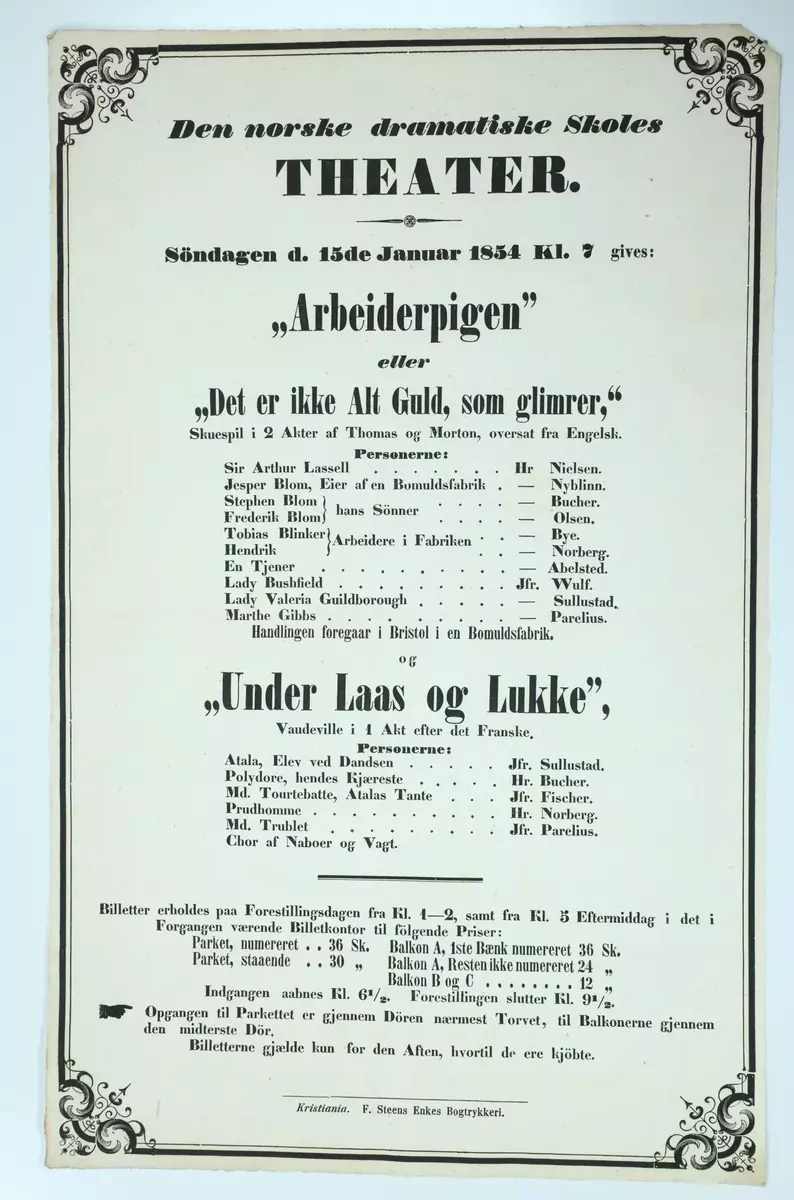 Den norske dramatiske Skoles
THEATER.
Söndagen d. 15de Januar 1854 Kl. 7 gives:
„Arbeiderpigen”
eller
„Det er ikke Alt Guld, som glimrer,“
Skuespil i 2 Akter af Thomas og Morton, oversat fra Engelsk.
Personerne:
Sir Arthur Lassell . . . . . . . Hr Nielsen.
Jesper Blom, Eier af en Bomuldsfabrik . — Nyblinn.
Stephen Blom } . . . . — Bucher.
hans Sönner
Frederik Blom } . . . . — Olsen.
Tobias Blinker } . . — Bye.
Arbeidere i Fabriken
Hendrik } . . — Norberg.
En Tjener . . . . . . . . . . — Abelsted.
Lady Bushfield . . . . . . . . . Jfr. Wulf.
Lady Valeria Guildborough . . . . . — Sullustad.
Marthe Gibbs . . . . . . . . . . — Parelius.
Handlingen foregaar i Bristol i en Bomuldsfabrik.
og
„Under Laas og Lukke”,
Vaudeville i 1 Akt efter det Franske.
Personerne:
Atala, Elev ved Dandsen . . . . . Jfr. Sullustad.
Polydore, hendes Kjæreste . . . . . Hr. Bucher.
Md. Tourtebatte, Atalas Tante . . . Jfr. Fischer.
Prudhomme . . . . . . . . . . Hr. Norberg.
Md. Trublet . . . . . . . . . Jfr. Parelius.
Chor af Naboer og Vagt.
Billetter erholdes paa Forestillingsdagen fra Kl. 1—2, samt fra Kl. 5 Eftermiddag i det i
Forgangen værende Billetkontor til fölgende Priser:
Parket, numereret . . 36 Sk. Balkon A, 1ste Bænk numereret 36 Sk.
Parket, staaende . . 30 „ Balkon A, Resten ikke numereret 24 „
Balkon B og C . . . . . . . . 12 „
Indgangen aabnes Kl. 6½. Forestillingen slutter Kl. 9½.
Opgangen til Parkettet er gjennem Dören nærmest Torvet, til Balkonerne gjennem
den midterste Dör.
Billetterne gjælde kun for den Aften, hvortil de ere kjöbte.
Kristiania. F. Steens Enkes Bogtrykkeri.